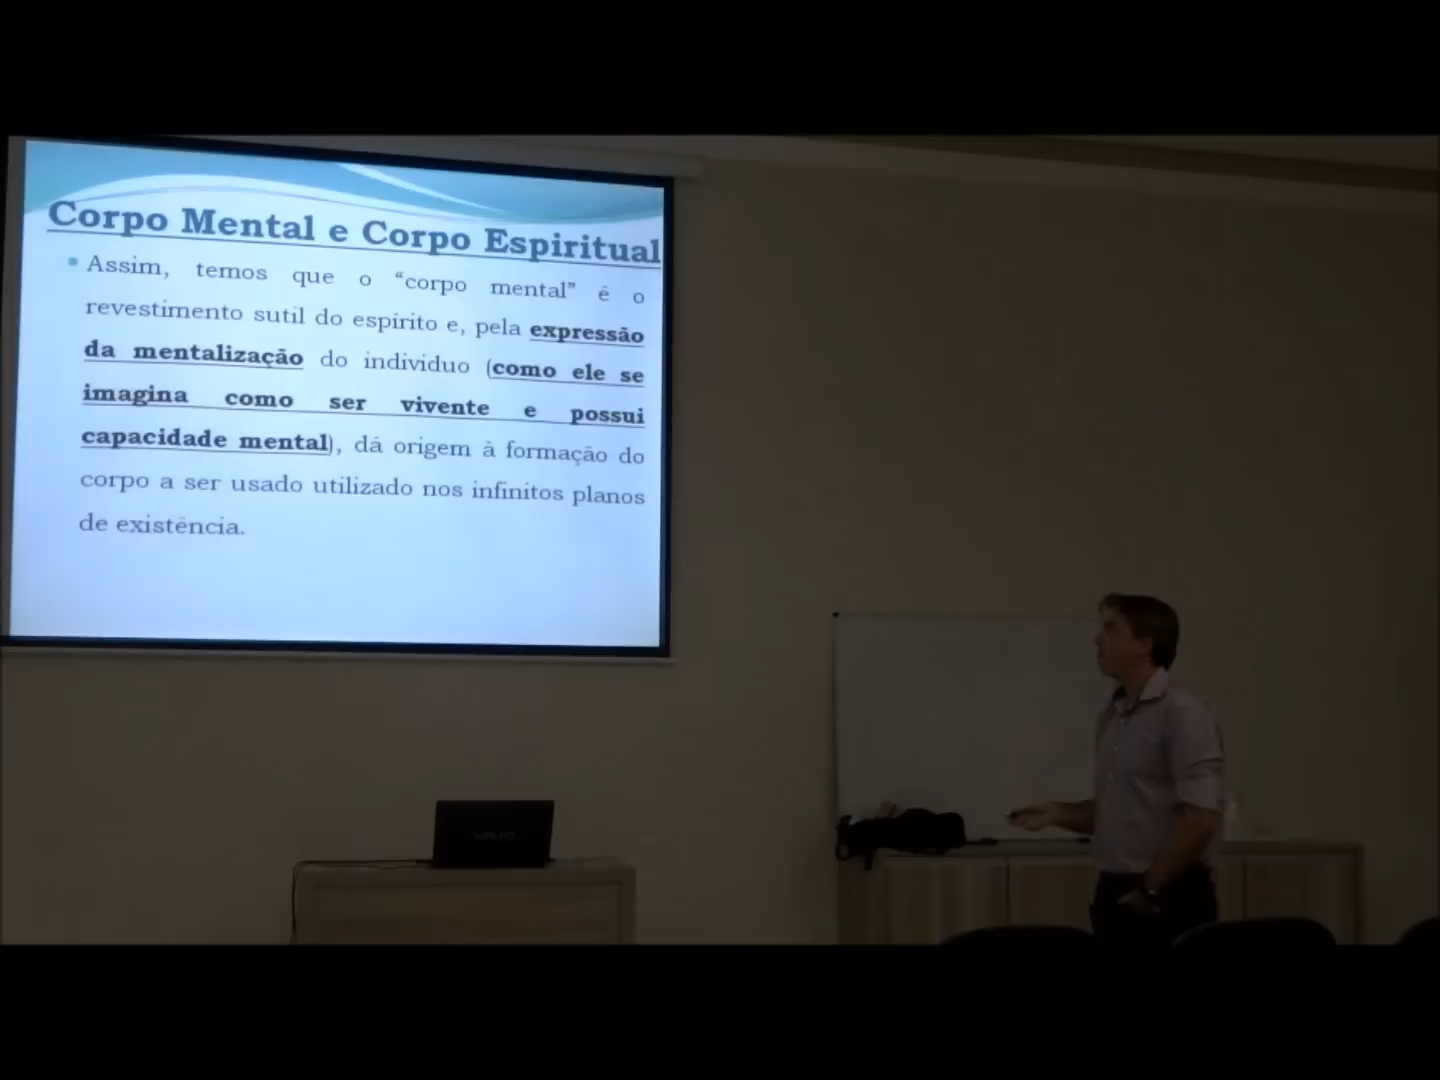 Corpo Mental e Corpo Espiritual
Assim, temos que o “corpo mental” é o
revestimento sutil do espírito e, pela expressão
da mentalização do individuo (como ele se
imagina como ser vivente e possui
capacidade mental), dá origem à formação do
corpo a ser usado utilizado nos infinitos planos
de existência.
VAIO